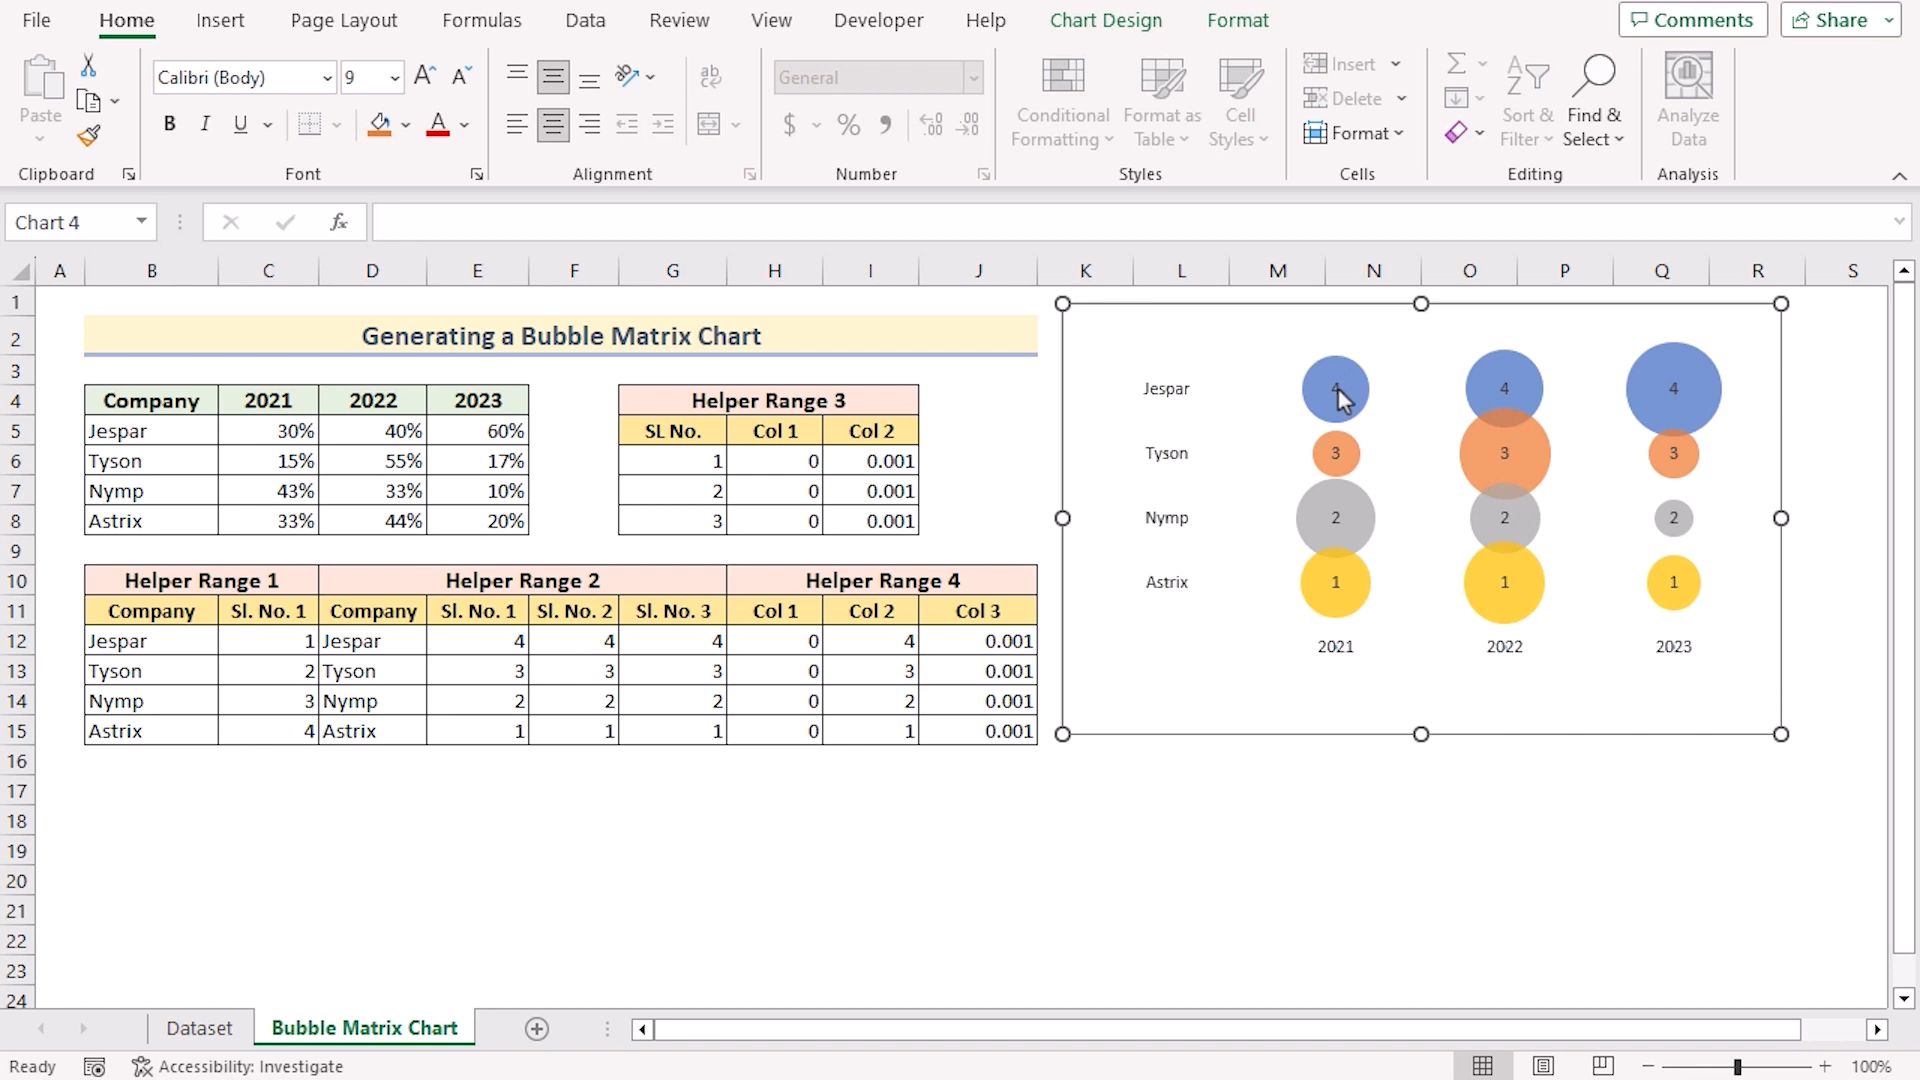 File Home Insert Page Layout Formulas Data Review View Developer Help Chart Design Format Comments Share
Calibri (Body) 9 A^ A˅ ab General Insert
Paste Conditional Format as Cell Delete Sort & Find & Analyze
B I U A $ % 9 .00 Formatting Table Styles Format Filter Select Data
Clipboard Font Alignment Number Styles Cells Editing Analysis
Chart 4 fx
A B C D E F G H I J K L M N O P Q R S
1
2 Generating a Bubble Matrix Chart
3
4 Company 2021 2022 2023 Helper Range 3
5 Jespar 30% 40% 60% SL No. Col 1 Col 2
6 Tyson 15% 55% 17% 1 0 0.001
7 Nymp 43% 33% 10% 2 0 0.001
8 Astrix 33% 44% 20% 3 0 0.001
9
10 Helper Range 1 Helper Range 2 Helper Range 4
11 Company Sl. No. 1 Company Sl. No. 1 Sl. No. 2 Sl. No. 3 Col 1 Col 2 Col 3
12 Jespar 1 Jespar 4 4 4 0 4 0.001
13 Tyson 2 Tyson 3 3 3 0 3 0.001
14 Nymp 3 Nymp 2 2 2 0 2 0.001
15 Astrix 4 Astrix 1 1 1 0 1 0.001
16
17
18
19
20
21
22
23
24
Jespar 4 4 4
Tyson 3 3 3
Nymp 2 2 2
Astrix 1 1 1
2021 2022 2023
Dataset Bubble Matrix Chart
Ready Accessibility: Investigate 100%